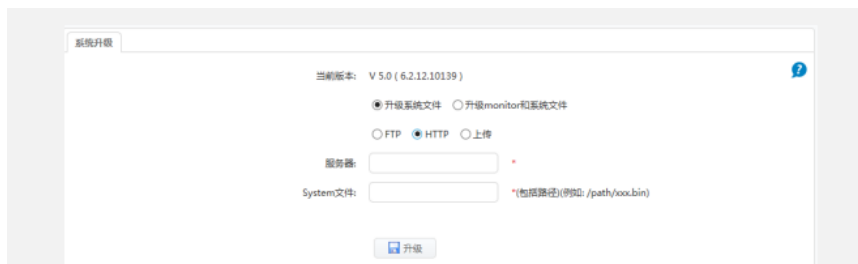 系统升级
当前版本: V 5.0 ( 6.2.12.10139 )
升级系统文件 升级monitor和系统文件
FTP HTTP 上传
服务器: *
System文件: *(包括路径)(例如: /path/xxx.bin)
升级